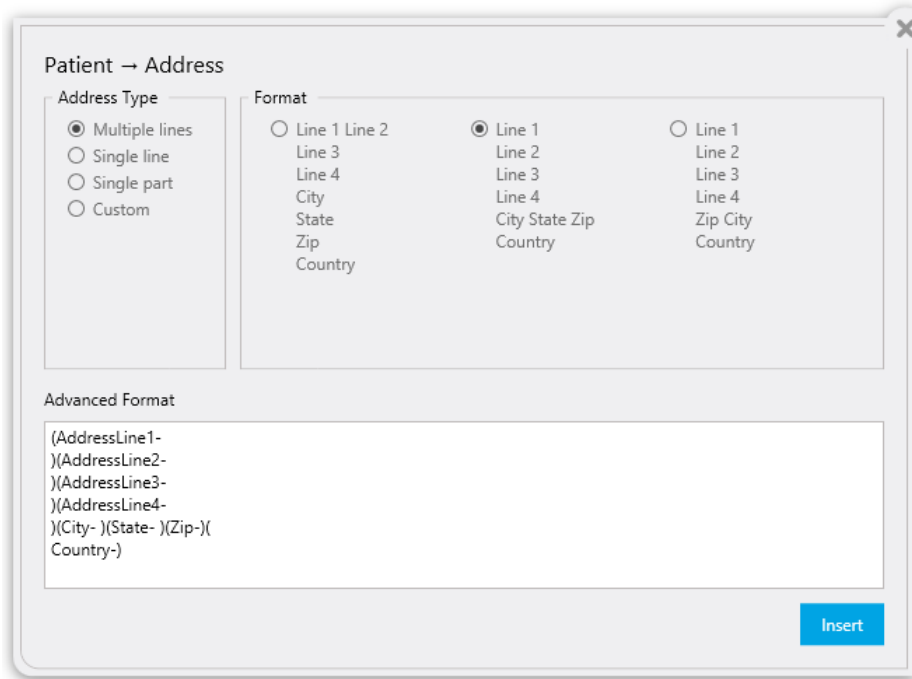 Patient → Address
Address Type
Multiple lines
Single line
Single part
Custom
Format
Line 1 Line 2
Line 3
Line 4
City
State
Zip
Country
Line 1
Line 2
Line 3
Line 4
City State Zip
Country
Line 1
Line 2
Line 3
Line 4
Zip City
Country
Advanced Format
(AddressLine1-
)(AddressLine2-
)(AddressLine3-
)(AddressLine4-
)(City- )(State- )(Zip-)(
Country-)
Insert